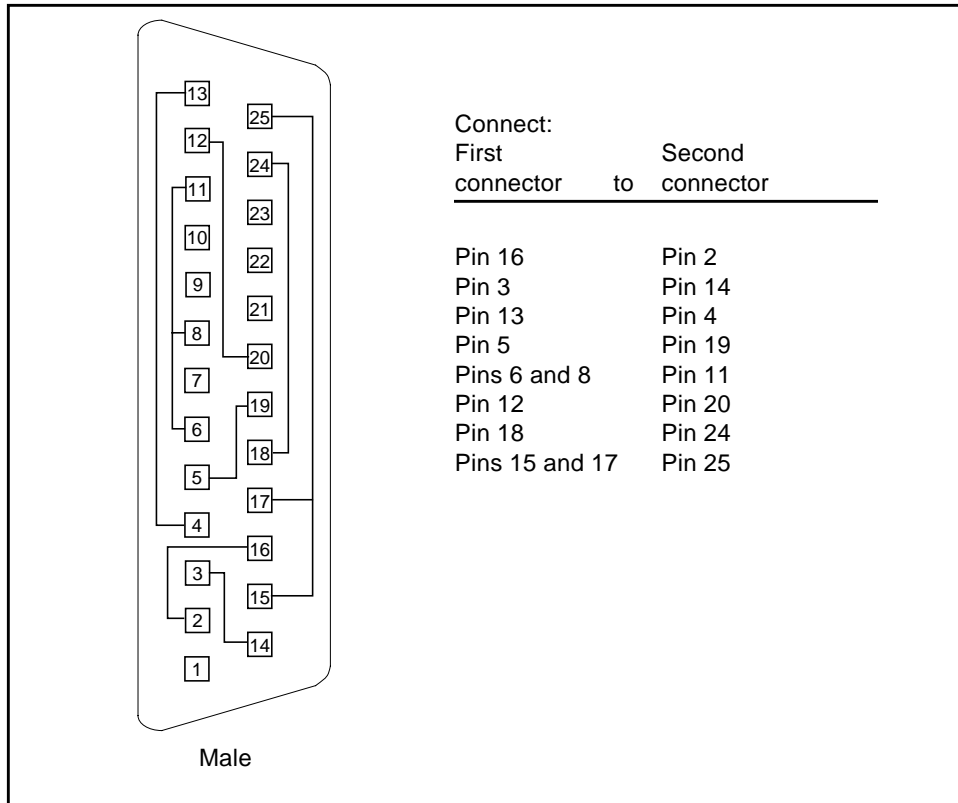 13
25
12
24
11
23
10
22
9
21
8
20
7
19
6
18
5
17
4
16
3
15
2
14
1
Male
Connect:
First Second
connector to connector
Pin 16 Pin 2
Pin 3 Pin 14
Pin 13 Pin 4
Pin 5 Pin 19
Pins 6 and 8 Pin 11
Pin 12 Pin 20
Pin 18 Pin 24
Pins 15 and 17 Pin 25